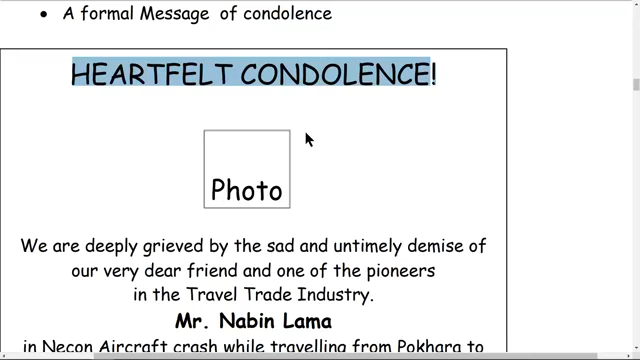 • A formal Message of condolence
HEARTFELT CONDOLENCE!
Photo
We are deeply grieved by the sad and untimely demise of
our very dear friend and one of the pioneers
in the Travel Trade Industry.
Mr. Nabin Lama
in Necon Aircraft crash while travelling from Pokhara to